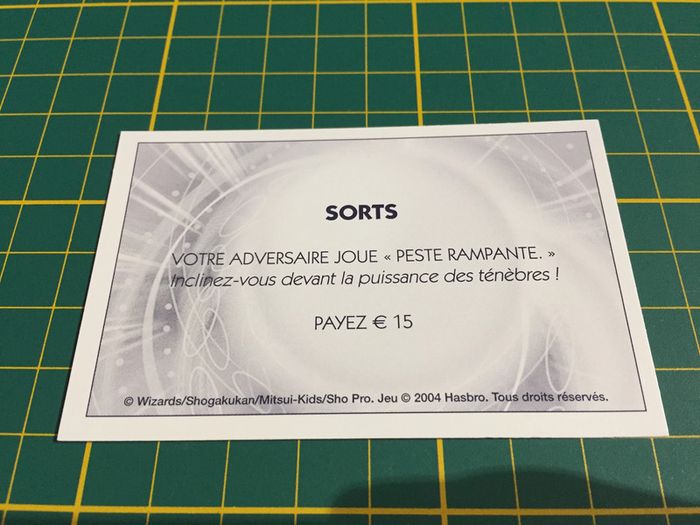 SORTS
VOTRE ADVERSAIRE JOUE « PESTE RAMPANTE. »
Inclinez-vous devant la puissance des ténèbres !
PAYEZ € 15
© Wizards/Shogakukan/Mitsui-Kids/Sho Pro. Jeu © 2004 Hasbro. Tous droits réservés.